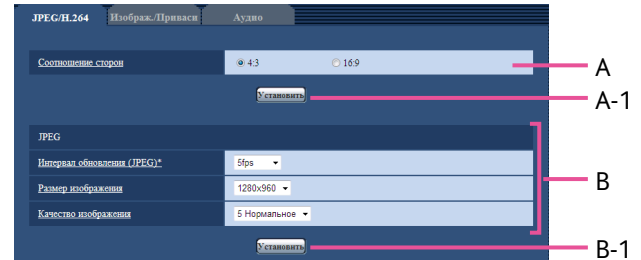 JPEG/H.264 Изображ./Приваси Аудио
Соотношение сторон 4:3 16:9 A
Установить A-1
JPEG
Интервал обновления (JPEG)* 5fps
Размер изображения 1280x960 B
Качество изображения 5 Нормальное
Установить B-1